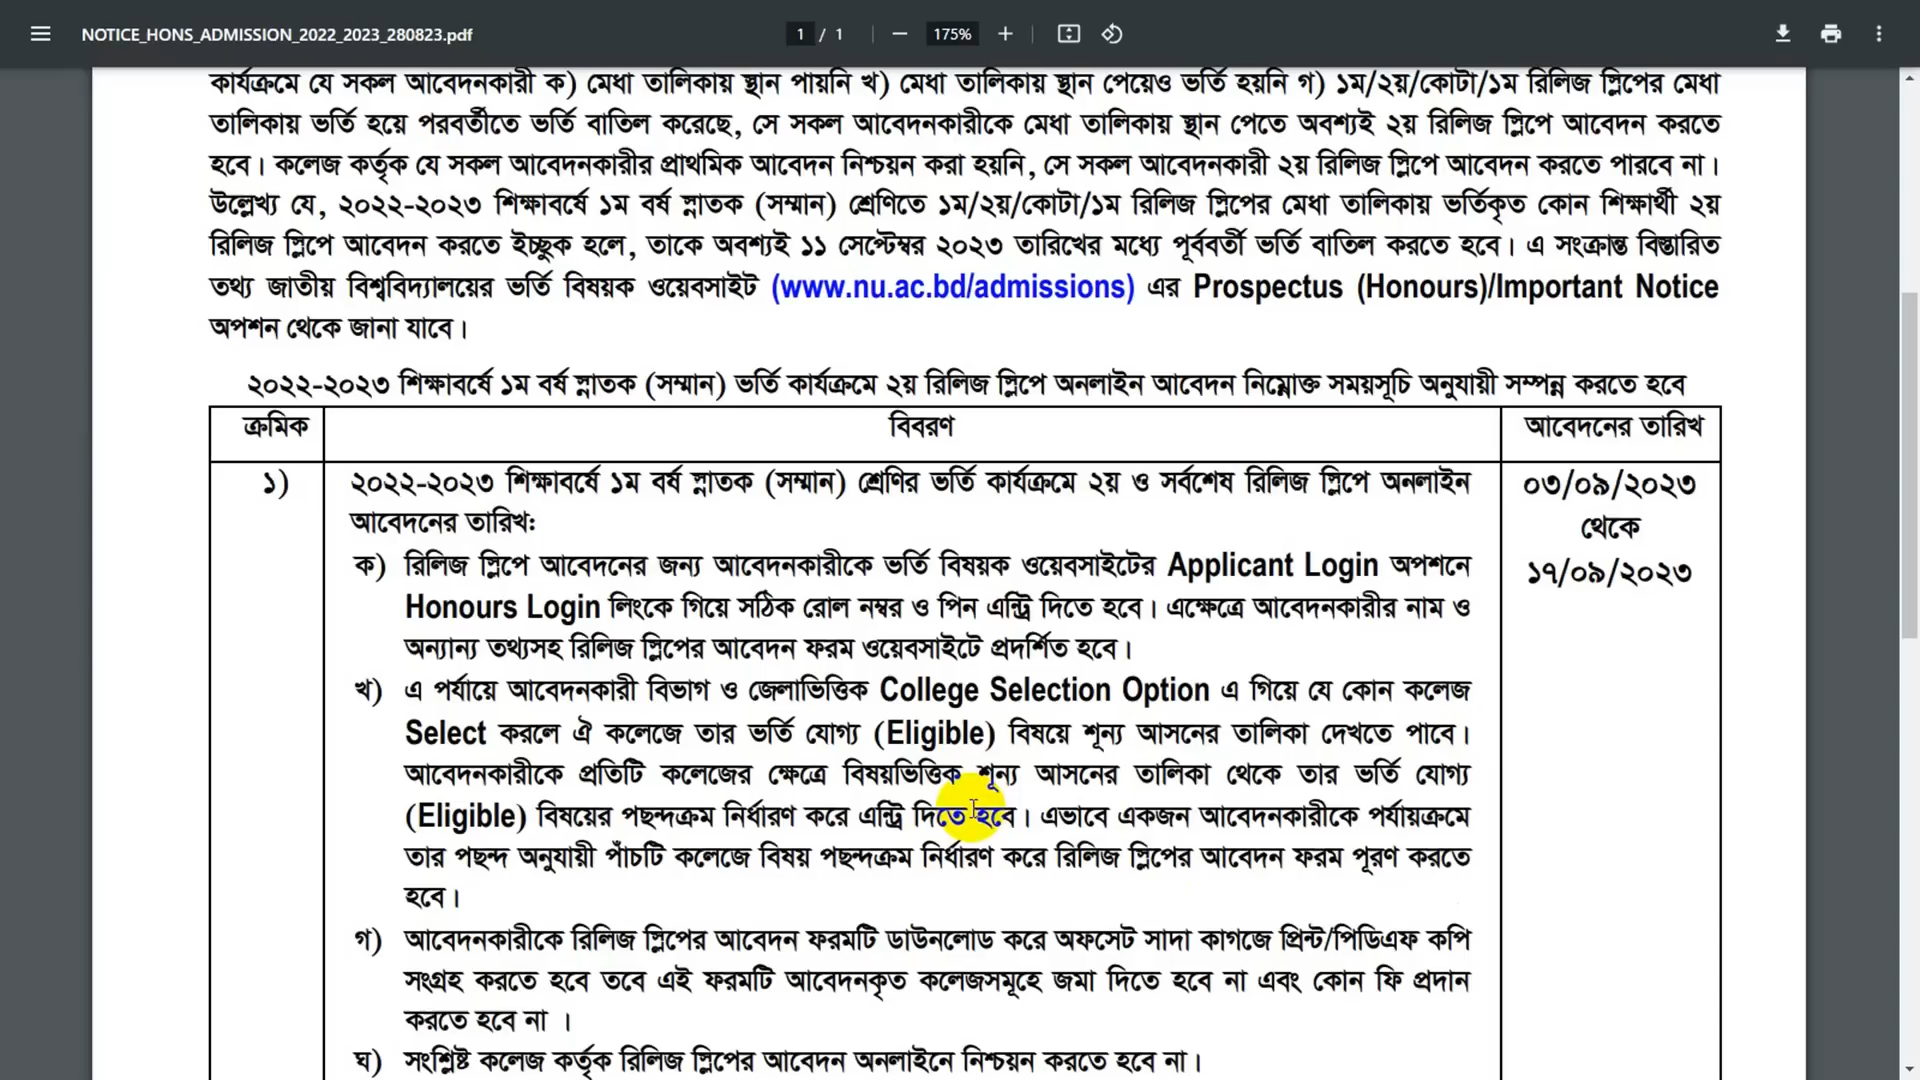 NOTICE_HONS_ADMISSION_2022_2023_280823.pdf
1 / 1
175%
কার্যক্রমে যে সকল আবেদনকারী ক) মেধা তালিকায় স্থান পায়নি খ) মেধা তালিকায় স্থান পেয়েও ভর্তি হয়নি গ) ১ম/২য়/কোটা/১ম রিলিজ স্লিপের মেধা
তালিকায় ভর্তি হয়ে পরবর্তীতে ভর্তি বাতিল করেছে, সে সকল আবেদনকারীকে মেধা তালিকায় স্থান পেতে অবশ্যই ২য় রিলিজ স্লিপে আবেদন করতে
হবে। কলেজ কর্তৃক যে সকল আবেদনকারীর প্রাথমিক আবেদন নিশ্চয়ন করা হয়নি, সে সকল আবেদনকারী ২য় রিলিজ স্লিপে আবেদন করতে পারবে না।
উল্লেখ্য যে, ২০২২-২০২৩ শিক্ষাবর্ষে ১ম বর্ষ স্নাতক (সম্মান) শ্রেণিতে ১ম/২য়/কোটা/১ম রিলিজ স্লিপের মেধা তালিকায় ভর্তিকৃত কোন শিক্ষার্থী ২য়
রিলিজ স্লিপে আবেদন করতে ইচ্ছুক হলে, তাকে অবশ্যই ১১ সেপ্টেম্বর ২০২৩ তারিখের মধ্যে পূর্ববর্তী ভর্তি বাতিল করতে হবে। এ সংক্রান্ত বিস্তারিত
তথ্য জাতীয় বিশ্ববিদ্যালয়ের ভর্তি বিষয়ক ওয়েবসাইট (www.nu.ac.bd/admissions) এর Prospectus (Honours)/Important Notice
অপশন থেকে জানা যাবে।
২০২২-২০২৩ শিক্ষাবর্ষে ১ম বর্ষ স্নাতক (সম্মান) ভর্তি কার্যক্রমে ২য় রিলিজ স্লিপে অনলাইন আবেদন নিম্নোক্ত সময়সূচি অনুযায়ী সম্পন্ন করতে হবে
ক্রমিক বিবরণ আবেদনের তারিখ
১) ২০২২-২০২৩ শিক্ষাবর্ষে ১ম বর্ষ স্নাতক (সম্মান) শ্রেণির ভর্তি কার্যক্রমে ২য় ও সর্বশেষ রিলিজ স্লিপে অনলাইন
আবেদনের তারিখঃ
ক) রিলিজ স্লিপে আবেদনের জন্য আবেদনকারীকে ভর্তি বিষয়ক ওয়েবসাইটের Applicant Login অপশনে
Honours Login লিংকে গিয়ে সঠিক রোল নম্বর ও পিন এন্ট্রি দিতে হবে। এক্ষেত্রে আবেদনকারীর নাম ও
অন্যান্য তথ্যসহ রিলিজ স্লিপের আবেদন ফরম ওয়েবসাইটে প্রদর্শিত হবে।
খ) এ পর্যায়ে আবেদনকারী বিভাগ ও জেলাভিত্তিক College Selection Option এ গিয়ে যে কোন কলেজ
Select করলে ঐ কলেজে তার ভর্তি যোগ্য (Eligible) বিষয়ে শূন্য আসনের তালিকা দেখতে পাবে।
আবেদনকারীকে প্রতিটি কলেজের ক্ষেত্রে বিষয়ভিত্তিক শূন্য আসনের তালিকা থেকে তার ভর্তি যোগ্য
(Eligible) বিষয়ের পছন্দক্রম নির্ধারণ করে এন্ট্রি দিতে হবে। এভাবে একজন আবেদনকারীকে পর্যায়ক্রমে
তার পছন্দ অনুযায়ী পাঁচটি কলেজে বিষয় পছন্দক্রম নির্ধারণ করে রিলিজ স্লিপের আবেদন ফরম পূরণ করতে
হবে।
গ) আবেদনকারীকে রিলিজ স্লিপের আবেদন ফরমটি ডাউনলোড করে অফসেট সাদা কাগজে প্রিন্ট/পিডিএফ কপি
সংগ্রহ করতে হবে তবে এই ফরমটি আবেদনকৃত কলেজসমূহে জমা দিতে হবে না এবং কোন ফি প্রদান
করতে হবে না ।
ঘ) সংশ্লিষ্ট কলেজ কর্তৃক রিলিজ স্লিপের আবেদন অনলাইনে নিশ্চয়ন করতে হবে না।
০৩/০৯/২০২৩
থেকে
১৭/০৯/২০২৩